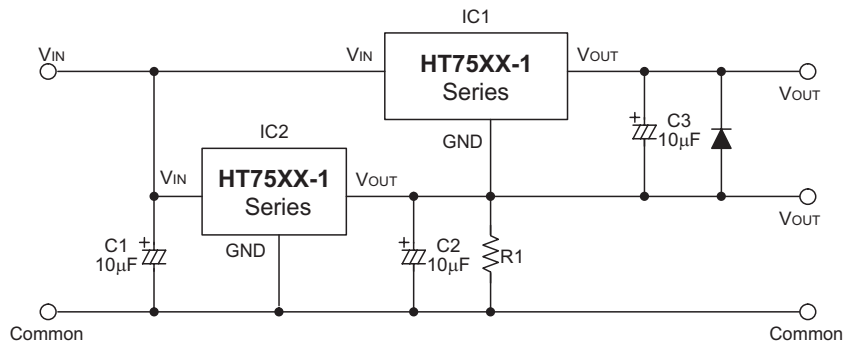 IC1
VIN
VIN
HT75XX-1
Series
VOUT
VOUT
GND
C3
10μF
+
IC2
VIN
HT75XX-1
Series
VOUT
VOUT
GND
C1
10μF
+
C2
10μF
+
R1
Common
Common